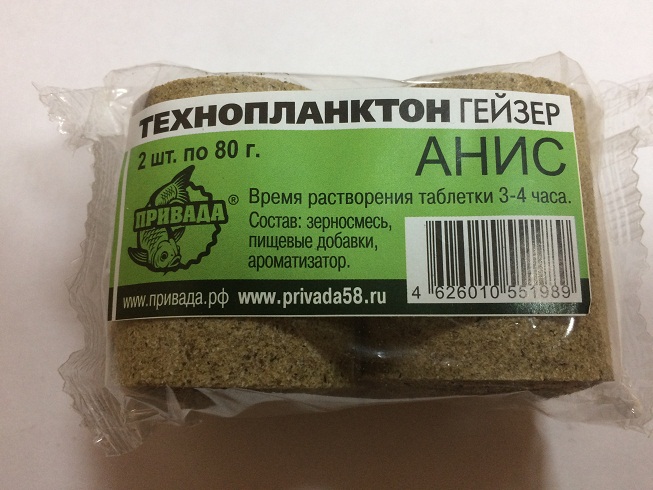 ТЕХНОПЛАНКТОН ГЕЙЗЕР
2 шт. по 80 г.
АНИС
ПРИВАДА®
Время растворения таблетки 3-4 часа.
Состав: зерносмесь,
пищевые добавки,
ароматизатор.
4 626010 551989
www.привада.рф www.privada58.ru